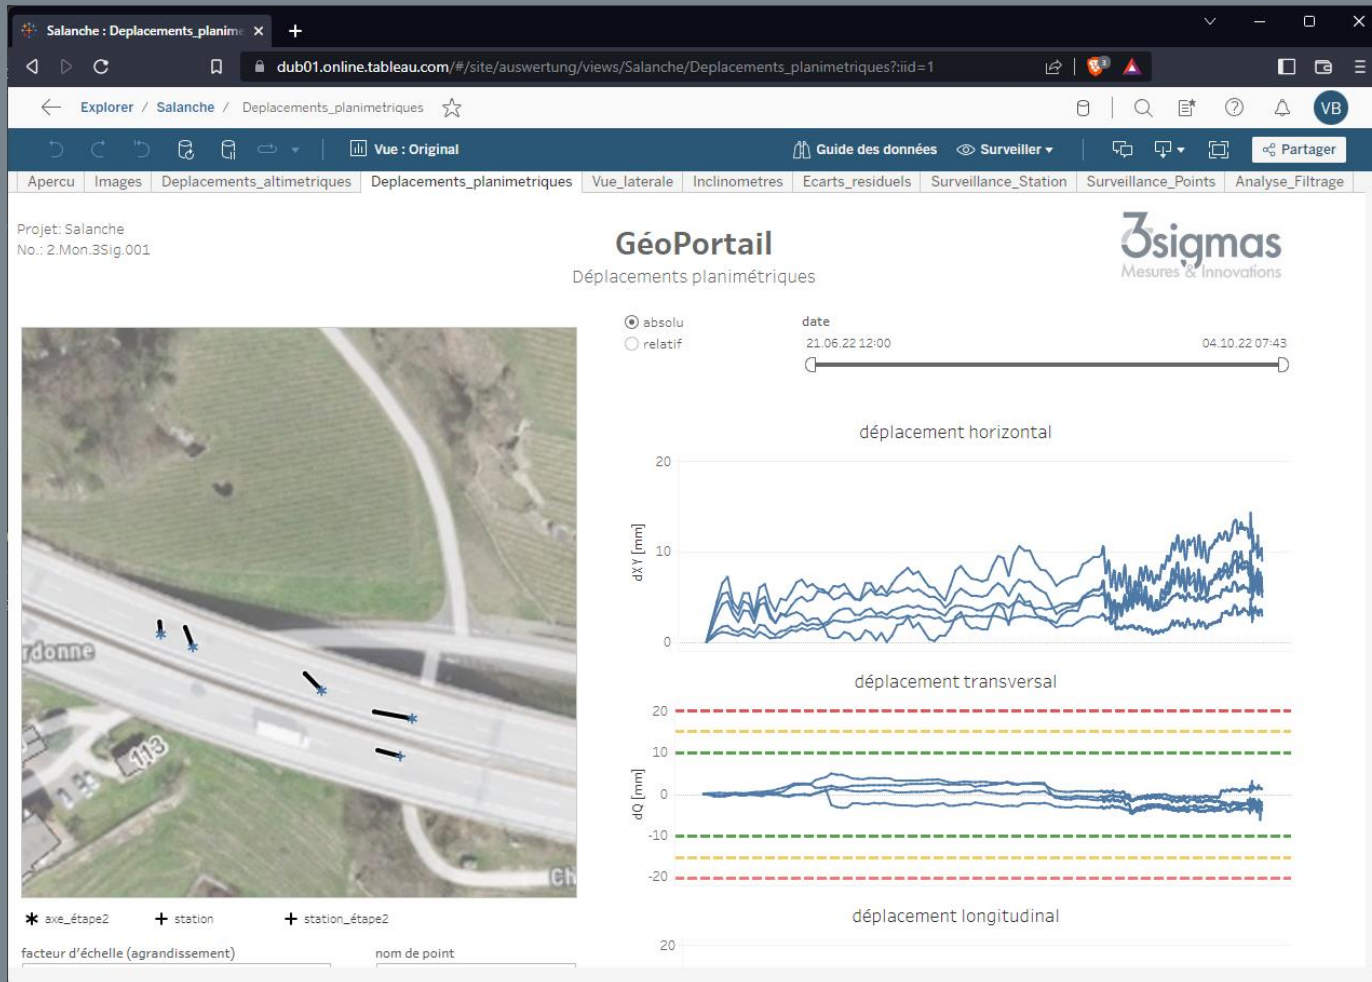 Salanche : Deplacements_planime
dub01.online.tableau.com/#/site/auswertung/views/Salanche/Deplacements_planimetriques?:iid=1
3
Explorer / Salanche / Deplacements_planimetriques
VB
Vue : Original
Guide des données
Surveiller
Partager
Apercu Images Deplacements_altimetriques Deplacements_planimetriques Vue_laterale Inclinometres Ecarts_residuels Surveillance_Station Surveillance_Points Analyse_Filtrage
Projet: Salanche
No.: 2.Mon.3Sig.001
GéoPortail
Déplacements planimétriques
3sigmas
Mesures & Innovations
absolu
relatif
date
21.06.22 12:00
04.10.22 07:43
rdonne
113
Ch
axe_étape2
station
station_étape2
facteur d'échelle (agrandissement)
nom de point
déplacement horizontal
20
10
0
dXY [mm]
déplacement transversal
20
10
0
-10
-20
dQ [mm]
déplacement longitudinal
20